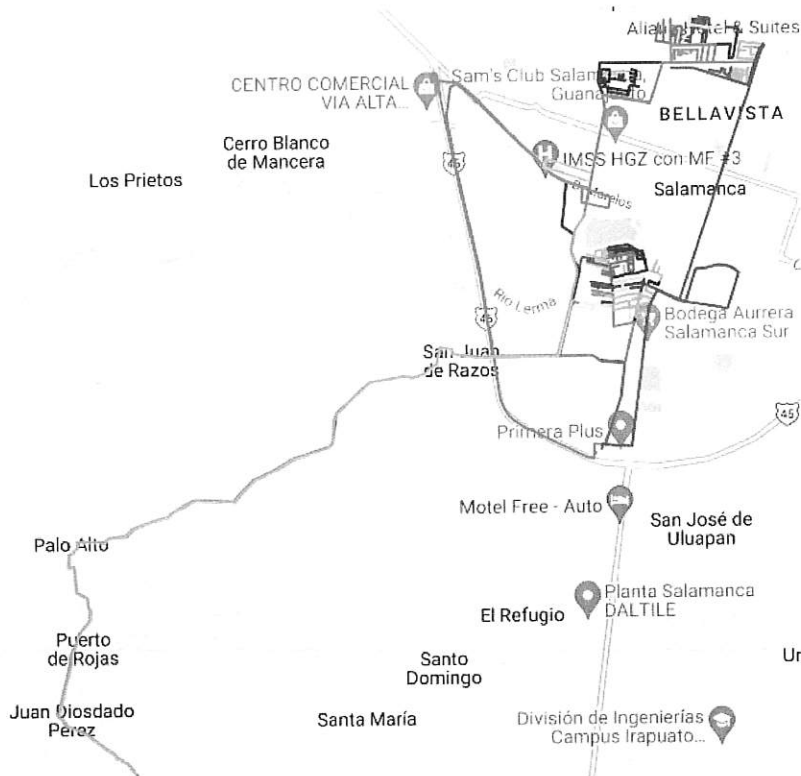 Hotel & Suites
CENTRO COMERCIAL
VIA ALTA...
Sam's Club Salamanca,
Guanajuato
BELLAVISTA
Cerro Blanco
de Mancera
IMSS HGZ con MF #3
Los Prietos
45
Salamanca
Río Lerma
45
Bodega Aurrera
Salamanca Sur
San Juan
de Razos
45
Primera Plus
Motel Free - Auto
San José de
Uluapan
Palo Alto
Planta Salamanca
DALTILE
El Refugio
Puerto
de Rojas
Santo
Domingo
Ur
Juan Diosdado
Pérez
Santa María
División de Ingenierías
Campus Irapuato...